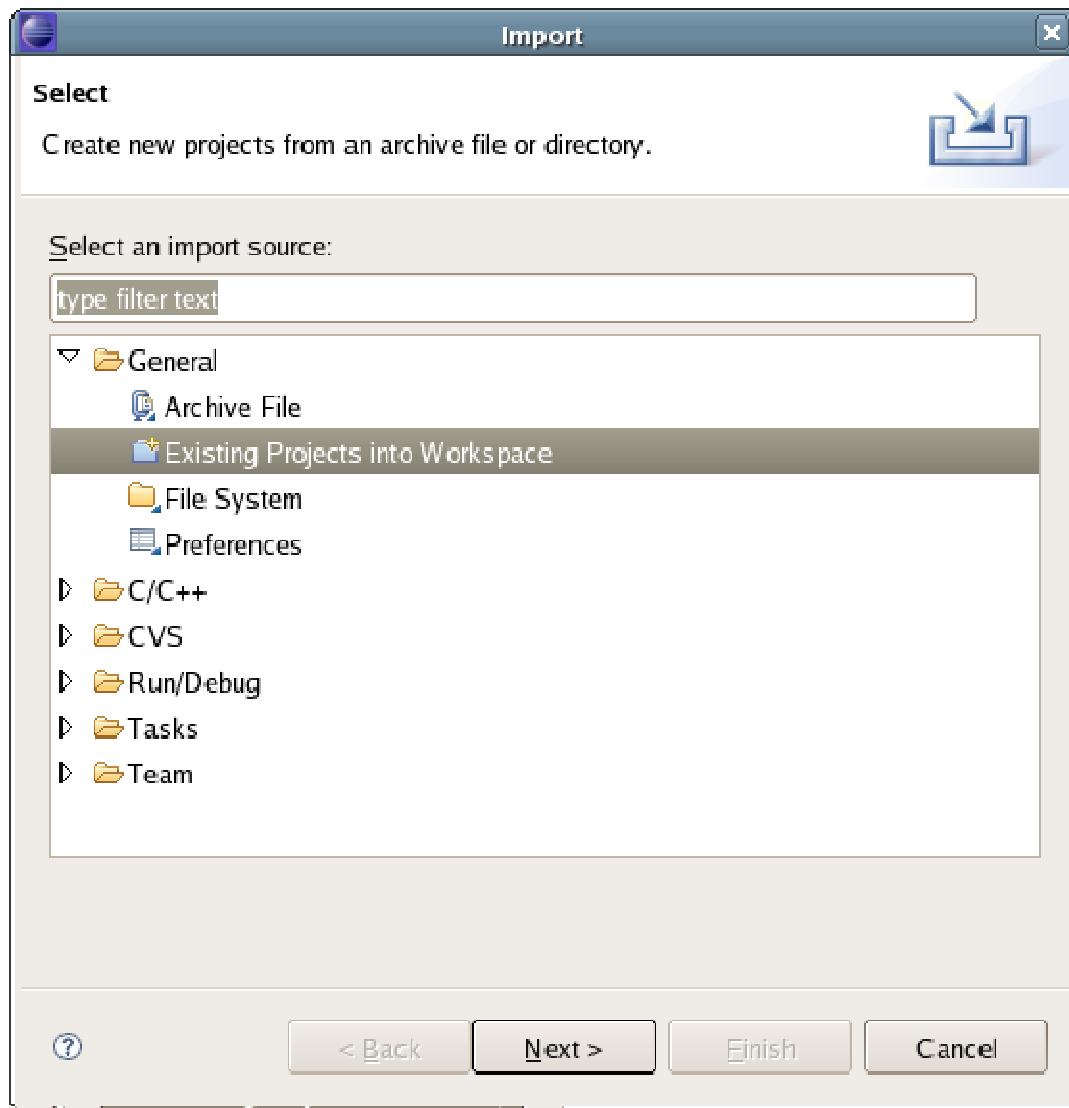 Import
Select
Create new projects from an archive file or directory.
Select an import source:
type filter text
General
Archive File
Existing Projects into Workspace
File System
Preferences
C/C++
CVS
Run/Debug
Tasks
Team
? < Back Next > Finish Cancel